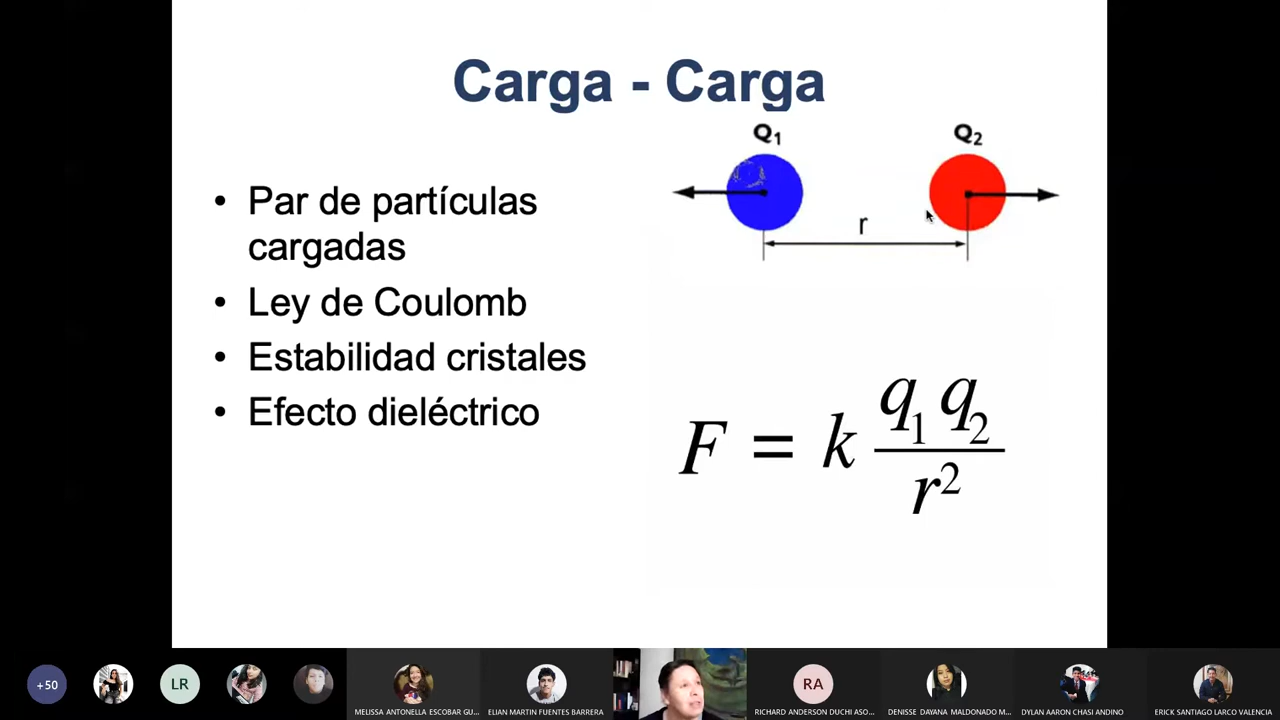 Carga - Carga
Q1
Q2
r
• Par de partículas
cargadas
• Ley de Coulomb
• Estabilidad cristales
• Efecto dieléctrico
F = k q1 q2 / r²
+50
LR
RA
MELISSA ANTONELLA ESCOBAR GU...
ELIAN MARTIN FUENTES BARRERA
RICHARD ANDERSON DUCHI ASO...
DENISSE DAYANA MALDONADO M...
DYLAN AARON CHASI ANDINO
ERICK SANTIAGO LARCO VALENCIA